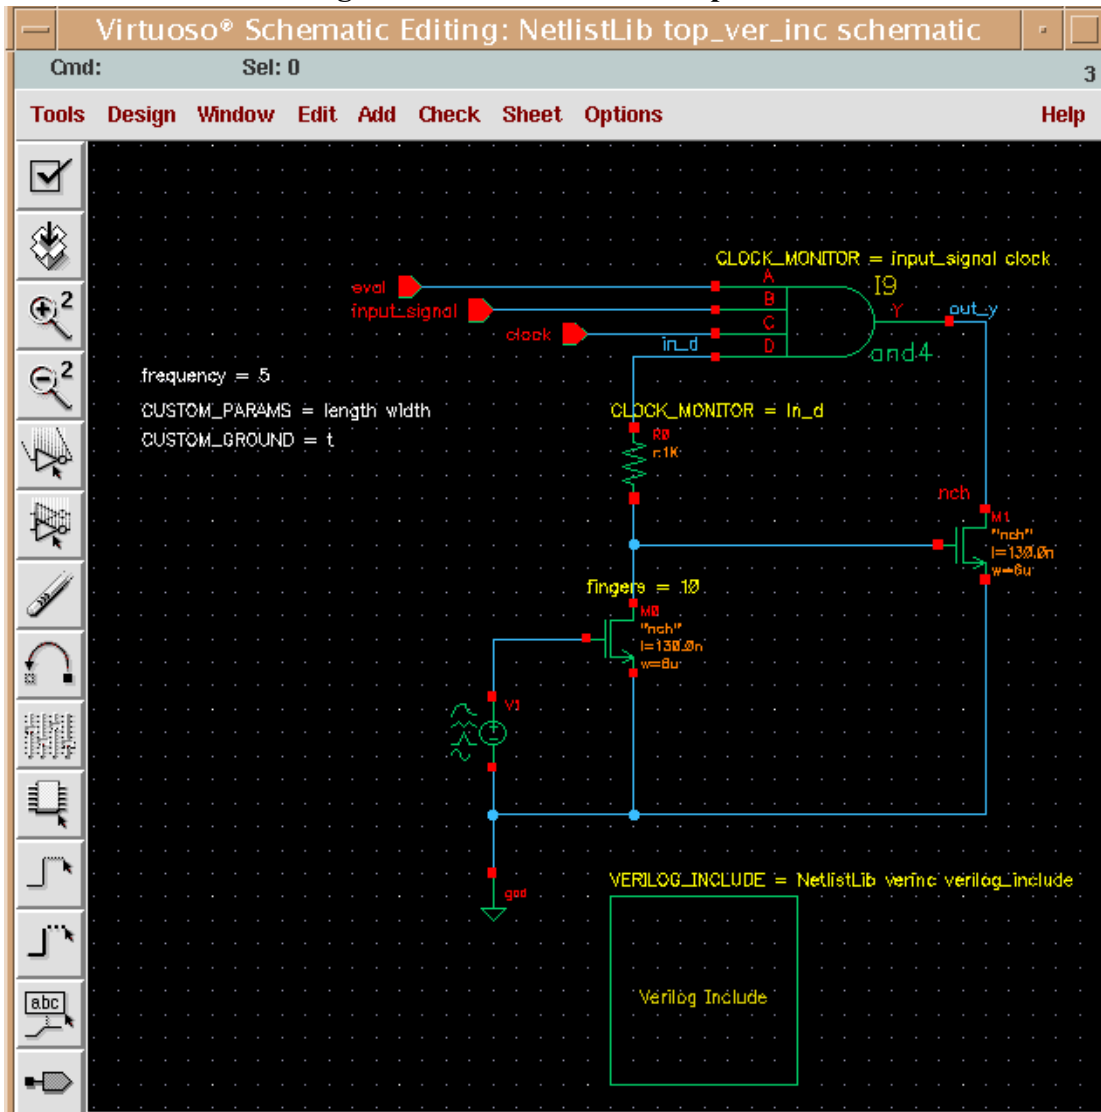 Virtuoso® Schematic Editing: NetlistLib top_ver_inc schematic
Cmd: Sel: 0
3
Tools Design Window Edit Add Check Sheet Options Help
CLOCK_MONITOR = input_signal clock
eval
A
I9
2
input_signal
B
Y
out_y
clock
C
in_d
D
and4
2
frequency = 5
CUSTOM_PARAMS = length width
CLOCK_MONITOR = in_d
CUSTOM_GROUND = t
R0
r:1K
nch
M1
"nch"
l=130.0n
w=6u
fingers = 10
M0
"nch"
l=130.0n
w=6u
gnd
VERILOG_INCLUDE = NetlistLib verinc verilog_include
Verilog Include
abc